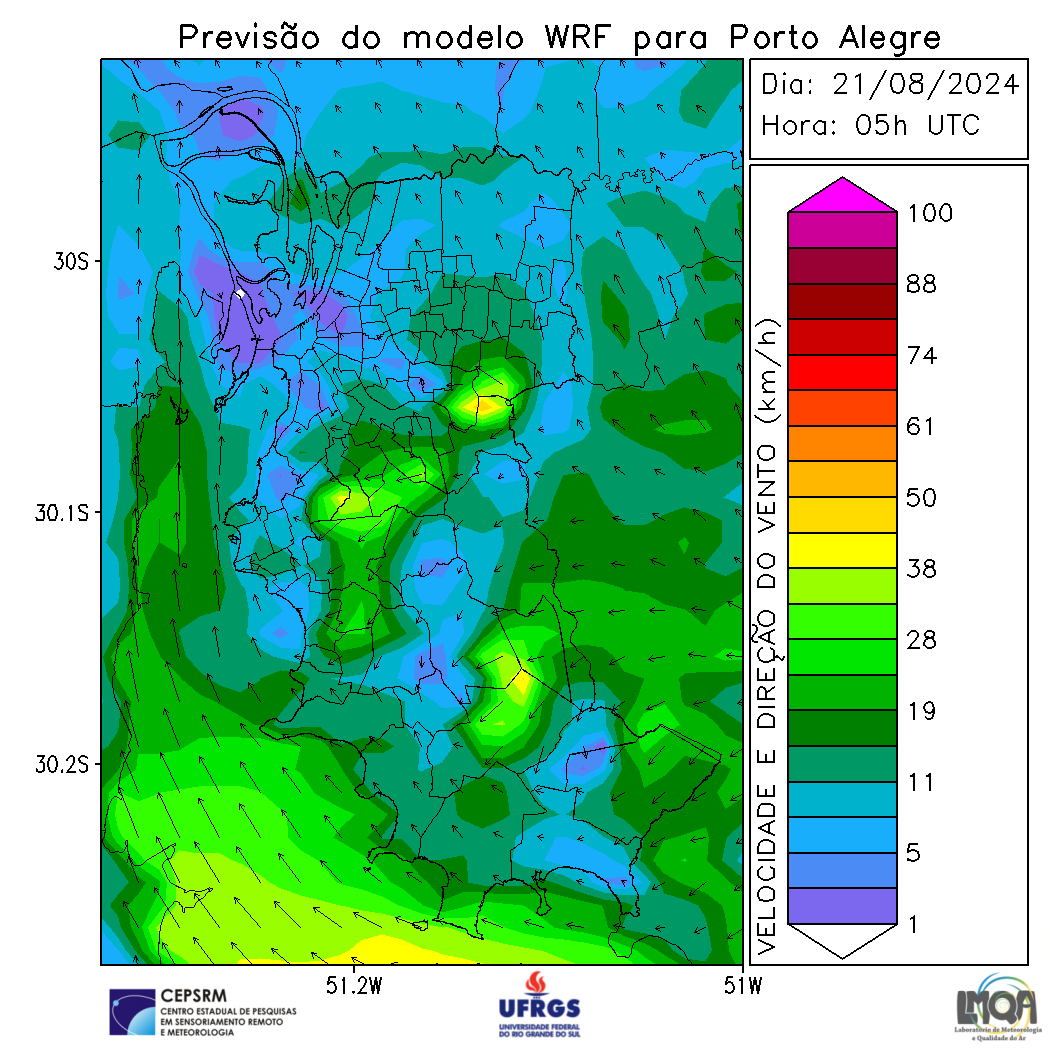 Previsão do modelo WRF para Porto Alegre
Dia: 21/08/2024
Hora: 05h UTC
30S
30.1S
30.2S
51.2W
51W
VELOCIDADE E DIREÇÃO DO VENTO (km/h)
100
88
74
61
50
38
28
19
11
5
1
CEPSRM
CENTRO ESTADUAL DE PESQUISAS
EM SENSORIAMENTO REMOTO
E METEOROLOGIA
UFRGS
UNIVERSIDADE FEDERAL
DO RIO GRANDE DO SUL
LMQA
Laboratório de Meteorologia
e Qualidade do Ar